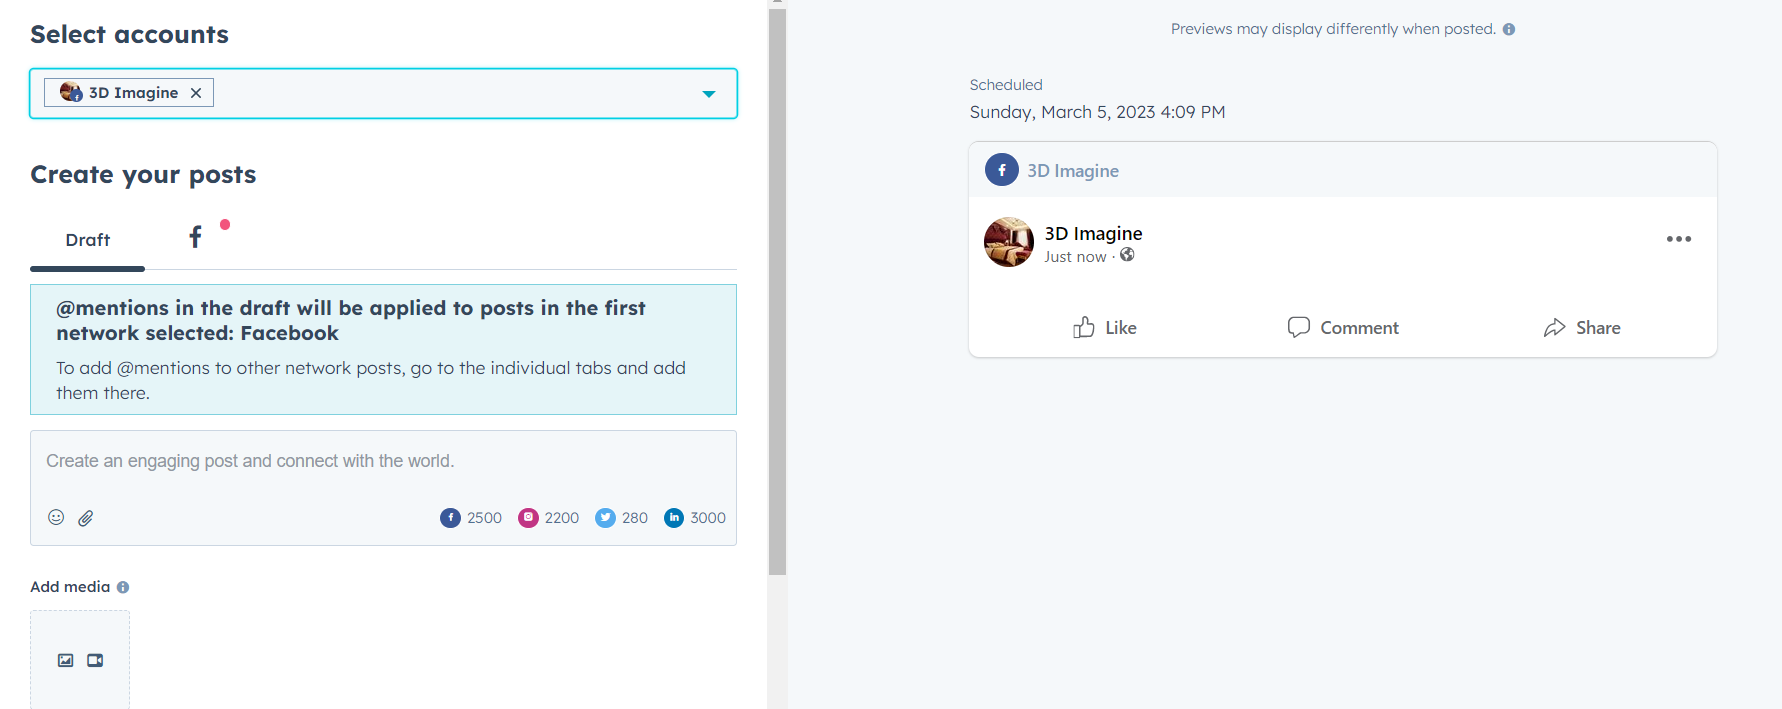 Select accounts
3D Imagine
Create your posts
Draft
@mentions in the draft will be applied to posts in the first
network selected: Facebook
To add @mentions to other network posts, go to the individual tabs and add
them there.
Create an engaging post and connect with the world.
2500 2200 280 3000
Add media
Previews may display differently when posted.
Scheduled
Sunday, March 5, 2023 4:09 PM
3D Imagine
3D Imagine
Just now ·
Like Comment Share